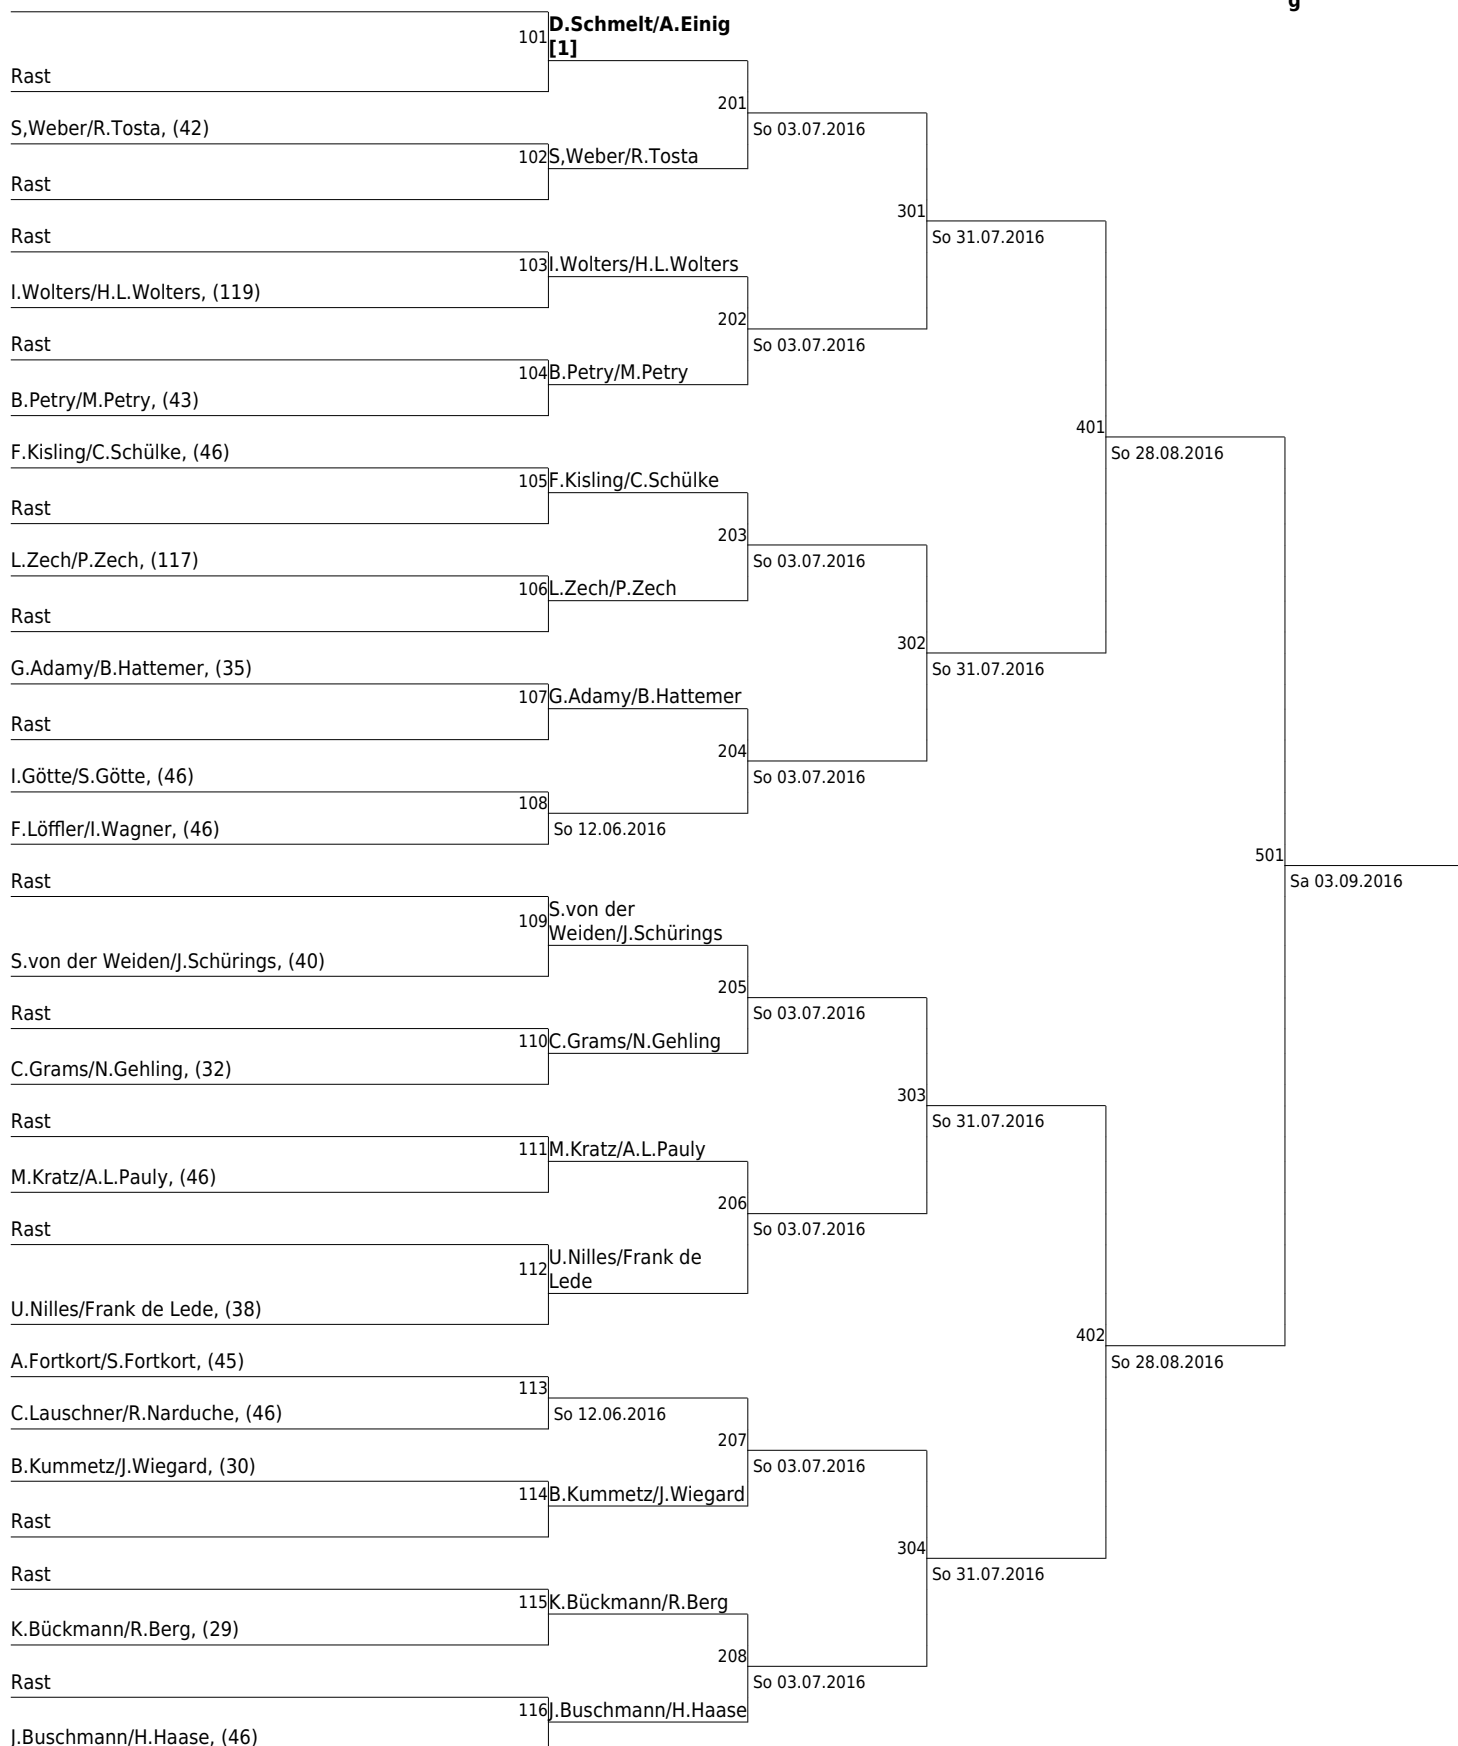 g
D.Schmelt/A.Einig
101
[1]
Rast
201
S,Weber/R.Tosta, (42)
So 03.07.2016
102
S,Weber/R.Tosta
Rast
301
Rast
So 31.07.2016
103
I.Wolters/H.L.Wolters
I.Wolters/H.L.Wolters, (119)
202
Rast
So 03.07.2016
104
B.Petry/M.Petry
B.Petry/M.Petry, (43)
401
F.Kisling/C.Schülke, (46)
So 28.08.2016
105
F.Kisling/C.Schülke
Rast
203
L.Zech/P.Zech, (117)
So 03.07.2016
106
L.Zech/P.Zech
Rast
302
G.Adamy/B.Hattemer, (35)
So 31.07.2016
107
G.Adamy/B.Hattemer
Rast
204
I.Götte/S.Götte, (46)
So 03.07.2016
108
F.Löffler/I.Wagner, (46)
So 12.06.2016
501
Rast
Sa 03.09.2016
109
S.von der
Weiden/J.Schürings
S.von der Weiden/J.Schürings, (40)
205
Rast
So 03.07.2016
110
C.Grams/N.Gehling
C.Grams/N.Gehling, (32)
303
Rast
So 31.07.2016
111
M.Kratz/A.L.Pauly
M.Kratz/A.L.Pauly, (46)
206
Rast
So 03.07.2016
112
U.Nilles/Frank de
Lede
U.Nilles/Frank de Lede, (38)
402
A.Fortkort/S.Fortkort, (45)
So 28.08.2016
113
C.Lauschner/R.Narduche, (46)
So 12.06.2016
207
B.Kummetz/J.Wiegard, (30)
So 03.07.2016
114
B.Kummetz/J.Wiegard
Rast
304
Rast
So 31.07.2016
115
K.Bückmann/R.Berg
K.Bückmann/R.Berg, (29)
208
Rast
So 03.07.2016
116
J.Buschmann/H.Haase
J.Buschmann/H.Haase, (46)